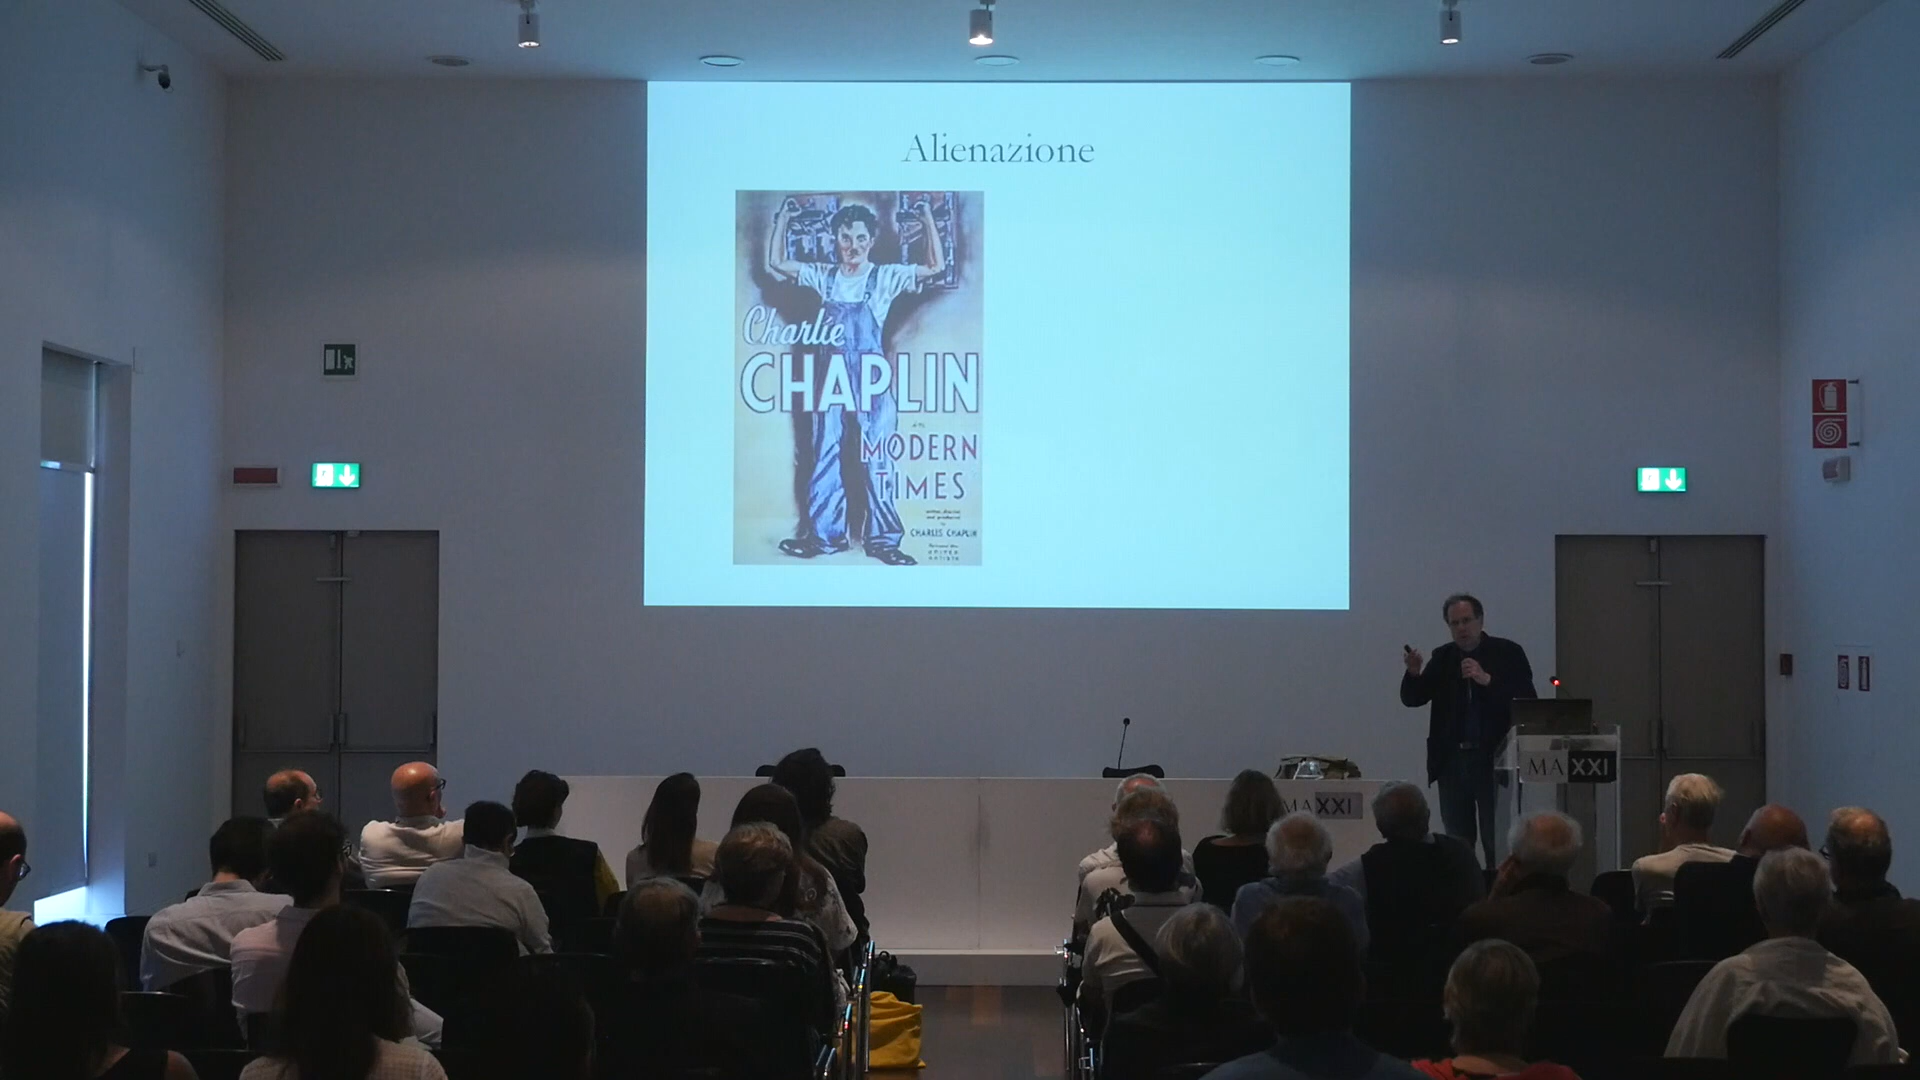 Alienazione
Charlie
CHAPLIN
MODERN
TIMES
CHARLES CHAPLIN
MAXXI
MAXXI